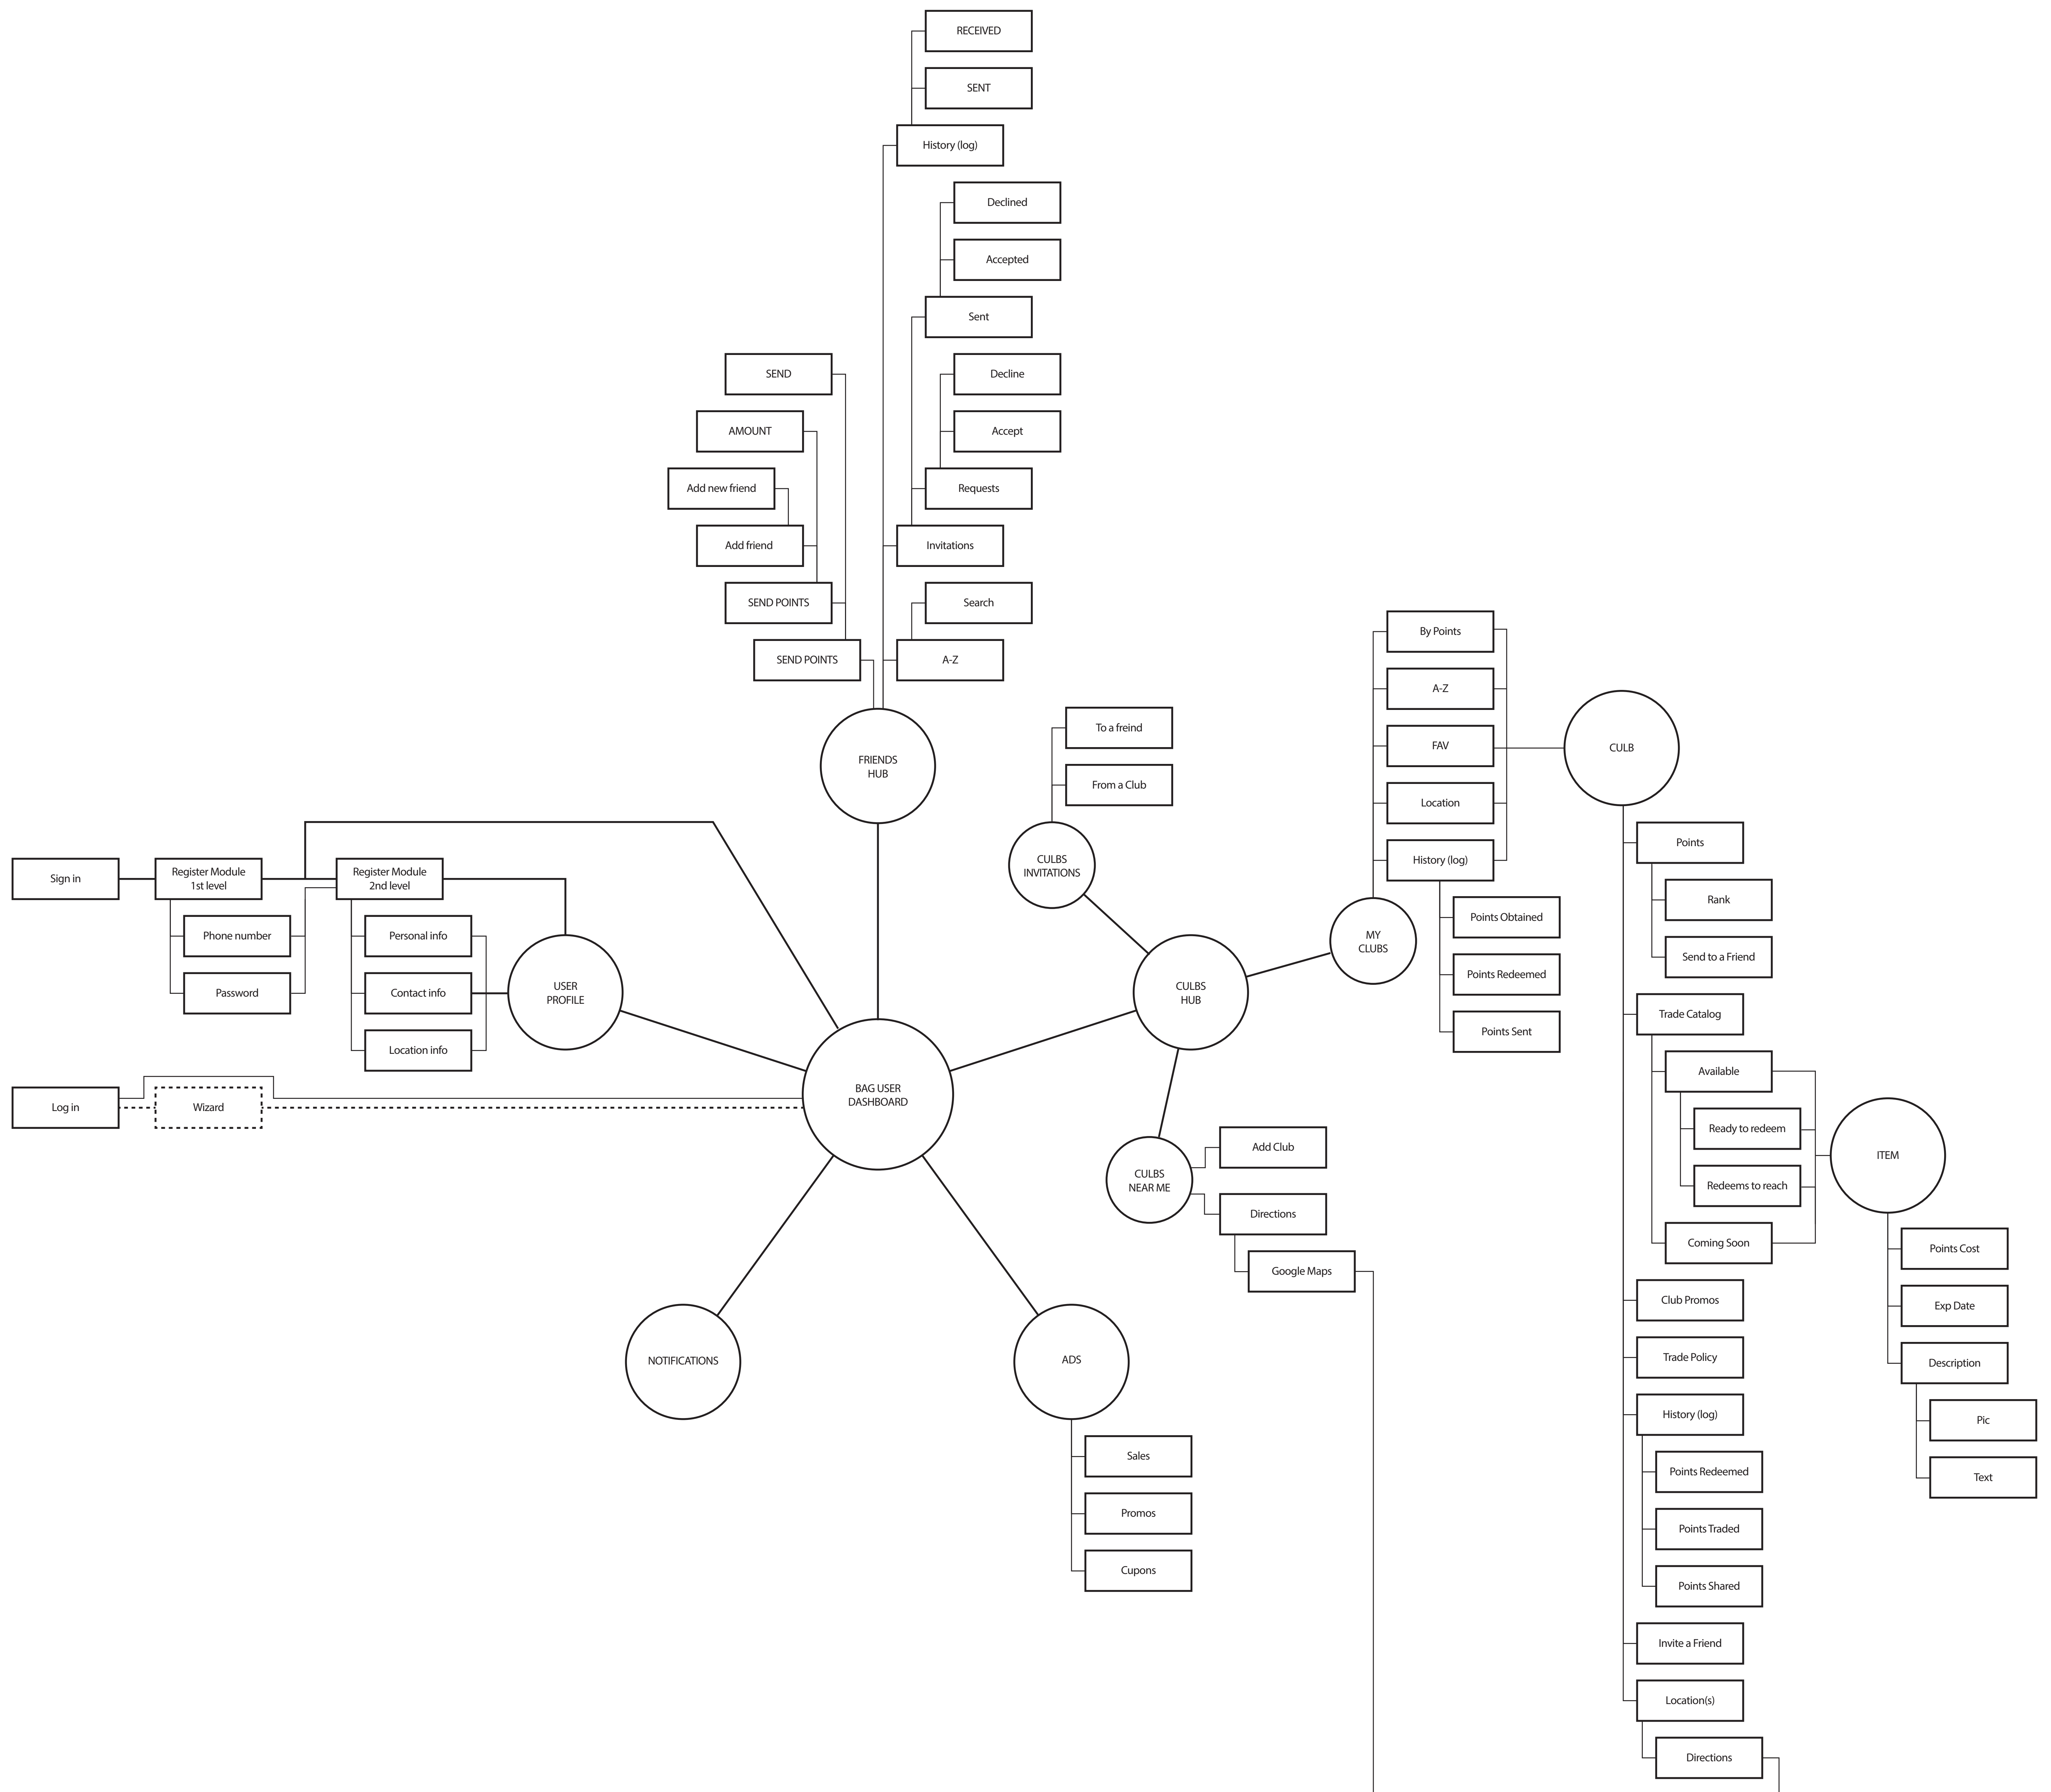 RECEIVED
SENT
History (log)
Declined
Accepted
Sent
SEND
Decline
AMOUNT
Accept
Add new friend
Requests
Add friend
Invitations
SEND POINTS
Search
SEND POINTS
A-Z
FRIENDS
HUB
To a freind
From a Club
CULBS
INVITATIONS
By Points
A-Z
FAV
Location
History (log)
Points Obtained
Points Redeemed
Points Sent
MY
CLUBS
CULBS
HUB
CULB
Points
Rank
Send to a Friend
Trade Catalog
Available
Ready to redeem
Redeems to reach
Coming Soon
Club Promos
Trade Policy
History (log)
Points Redeemed
Points Traded
Points Shared
Invite a Friend
Location(s)
Directions
ITEM
Points Cost
Exp Date
Description
Pic
Text
Sign in
Register Module
1st level
Phone number
Password
Register Module
2nd level
Personal info
Contact info
Location info
USER
PROFILE
Log in
Wizard
BAG USER
DASHBOARD
CULBS
NEAR ME
Add Club
Directions
Google Maps
NOTIFICATIONS
ADS
Sales
Promos
Cupons